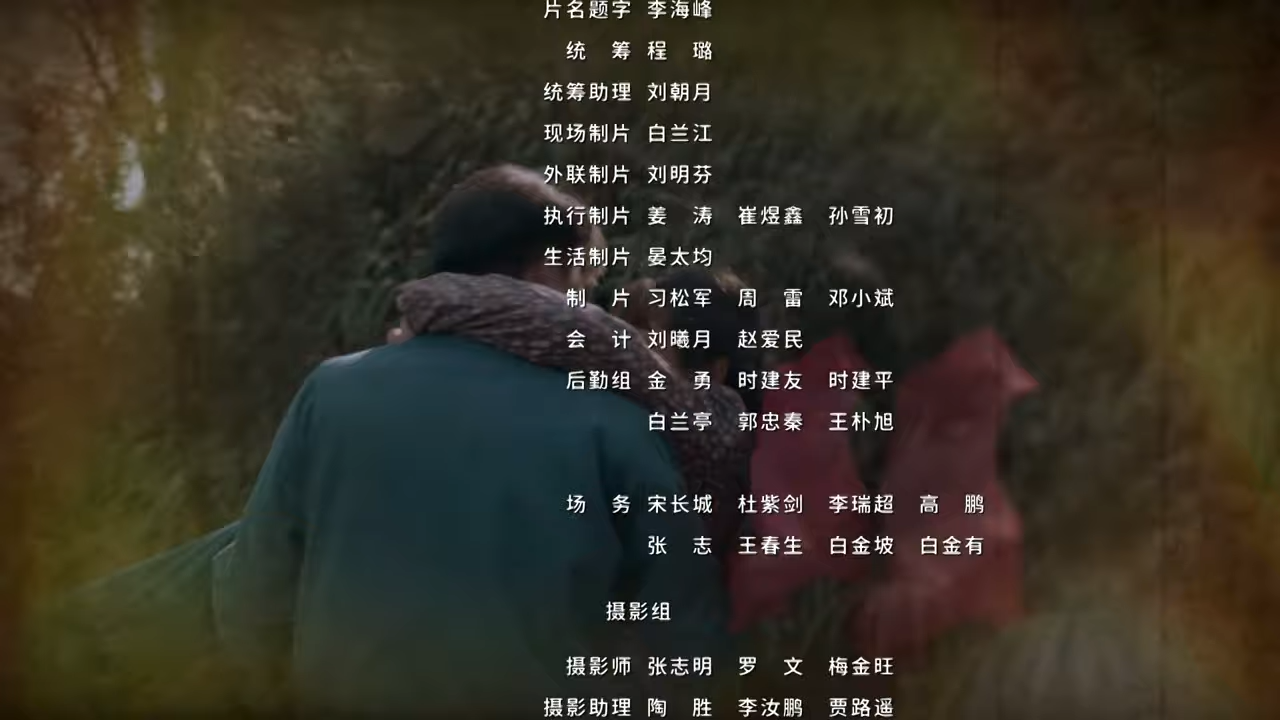 片名题字 李海峰
统 筹 程 璐
统筹助理 刘朝月
现场制片 白兰江
外联制片 刘明芬
执行制片 姜 涛 崔煜鑫 孙雪初
生活制片 晏太均
制 片 习松军 周 雷 邓小斌
会 计 刘曦月 赵爱民
后勤组 金 勇 时建友 时建平
白兰亭 郭忠秦 王朴旭
场 务 宋长城 杜紫剑 李瑞超 高 鹏
张 志 王春生 白金坡 白金有
摄影组
摄影师 张志明 罗 文 梅金旺
摄影助理 陶 胜 李汝鹏 贾路遥